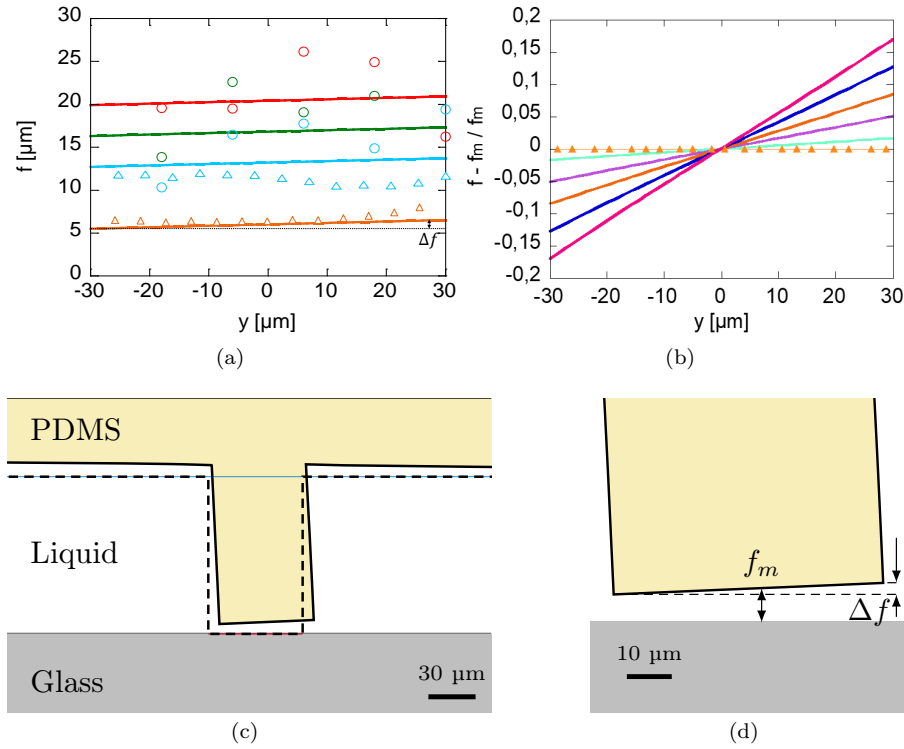 30
25
20
15
10
5
0
f [µm]
-30
-20
-10
0
10
20
30
y [µm]
Δf
(a)
0,2
0,15
0,1
0,05
0
-0,05
-0,1
-0,15
-0,2
f - fm / fm
-30
-20
-10
0
10
20
30
y [µm]
(b)
PDMS
Liquid
Glass
30 µm
(c)
fm
Δf
10 µm
(d)